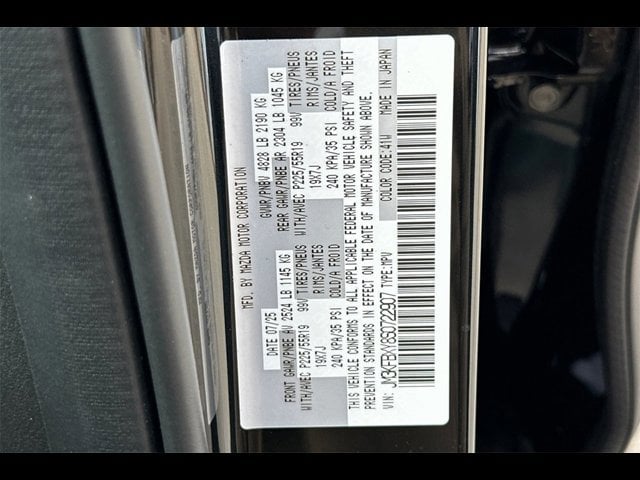 MFD. BY MAZDA MOTOR CORPORATION
DATE 07/25
GVWR/PNBV 4828 LB 2190 KG
FRONT GAWR/PNBE AV 2524 LB 1145 KG
REAR GAWR/PNBE AR 2304 LB 1045 KG
WITH/AVEC P225/55R19 99V TIRES/PNEUS
WITH/AVEC P225/55R19 99V TIRES/PNEUS
19X7J RIMS/JANTES
19X7J RIMS/JANTES
240 KPA/35 PSI COLD/A FROID
240 KPA/35 PSI COLD/A FROID
THIS VEHICLE CONFORMS TO ALL APPLICABLE FEDERAL MOTOR VEHICLE SAFETY AND THEFT
PREVENTION STANDARDS IN EFFECT ON THE DATE OF MANUFACTURE SHOWN ABOVE.
COLOR CODE:41W MADE IN JAPAN
VIN: JM3KFBXY8S0722907 TYPE:MPV